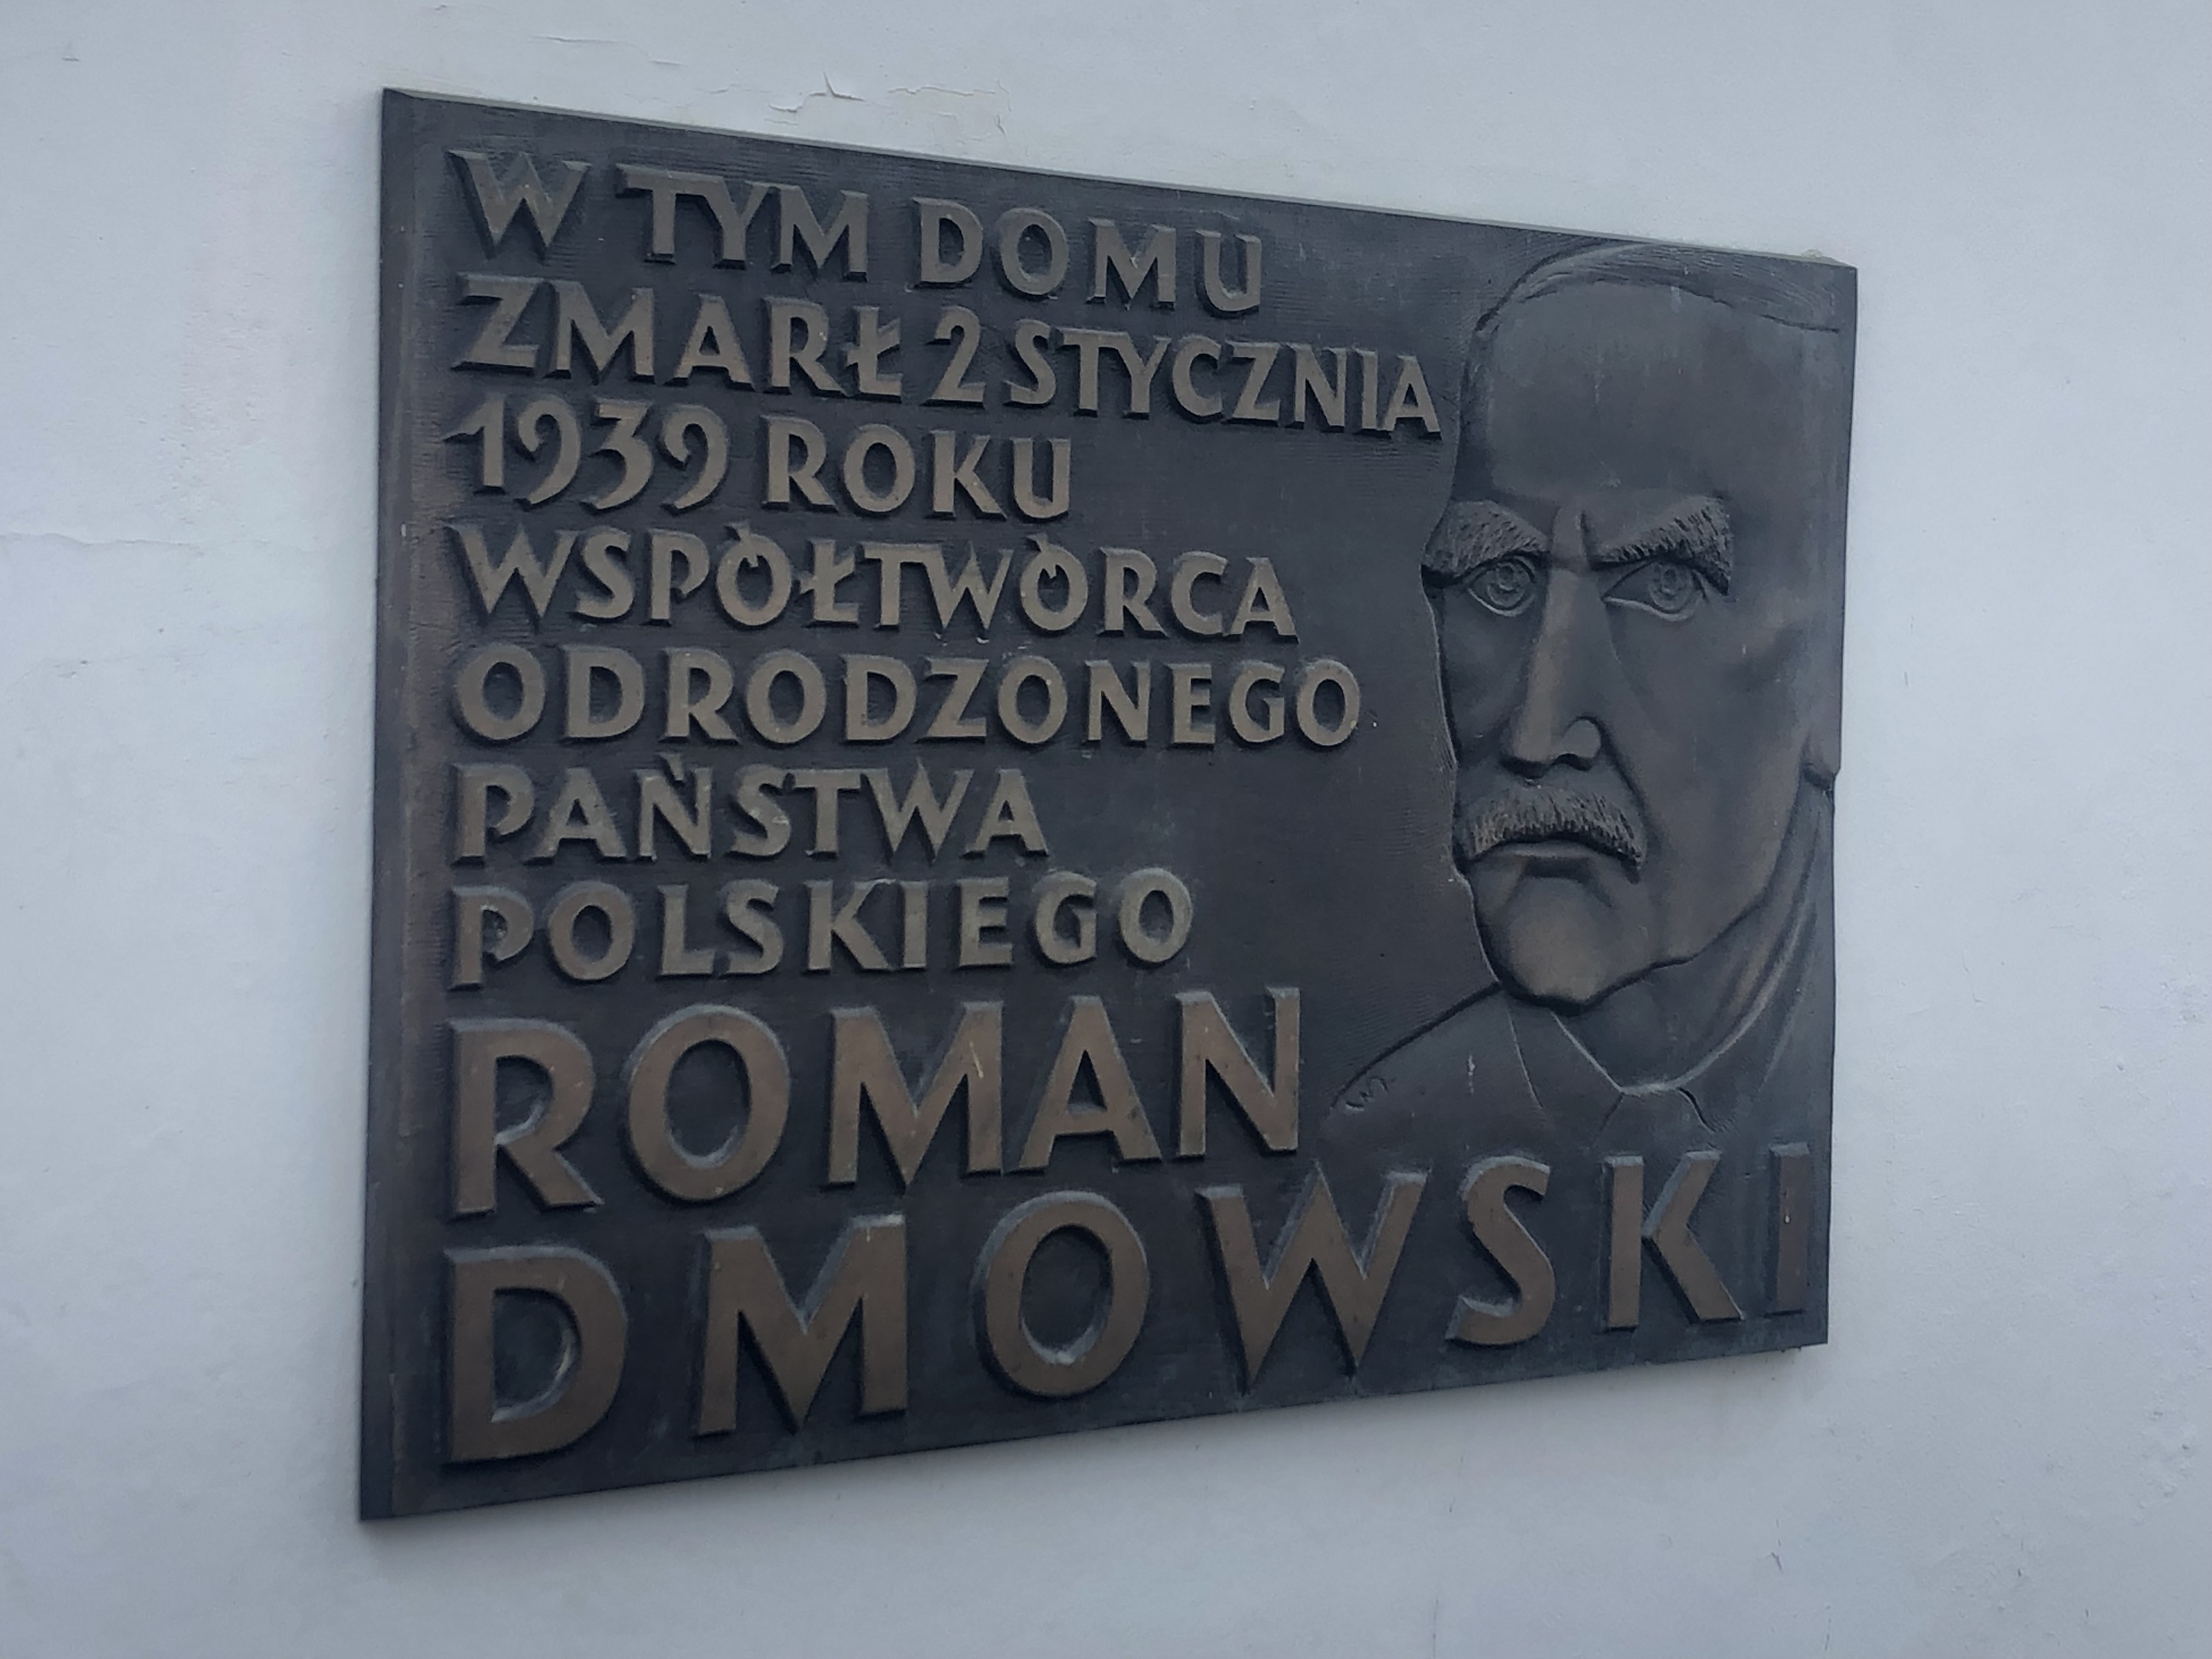 W TYM DOMU
ZMARŁ 2 STYCZNIA
1939 ROKU
WSPÓŁTWÓRCA
ODRODZONEGO
PAŃSTWA
POLSKIEGO
ROMAN
DMOWSKI